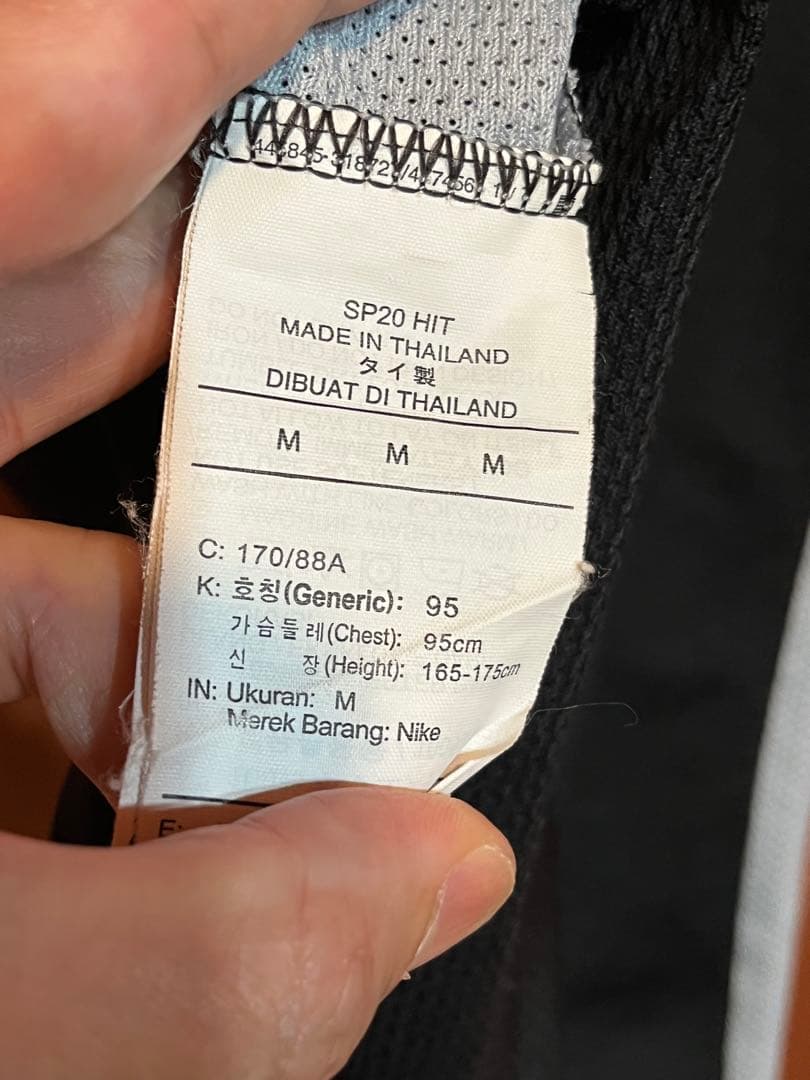 SP20 HIT
MADE IN THAILAND
タイ製
DIBUAT DI THAILAND
M M M
C: 170/88A
K: 호칭(Generic): 95
가슴들레(Chest): 95cm
신 장(Height): 165-175cm
IN: Ukuran: M
Merek Barang: Nike